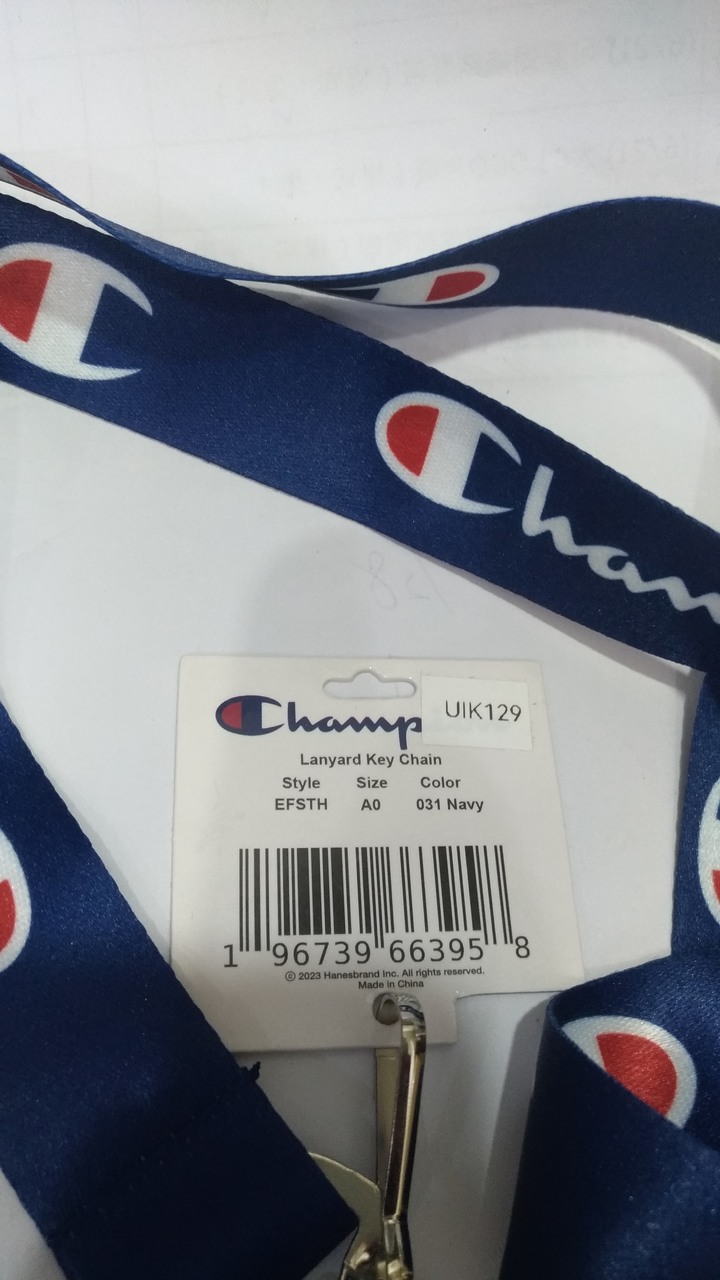 Cham
Champ
UIK129
Lanyard Key Chain
Style Size Color
EFSTH A0 031 Navy
1 96739 66395 8
© 2023 Hanesbrand Inc. All rights reserved.
Made in China